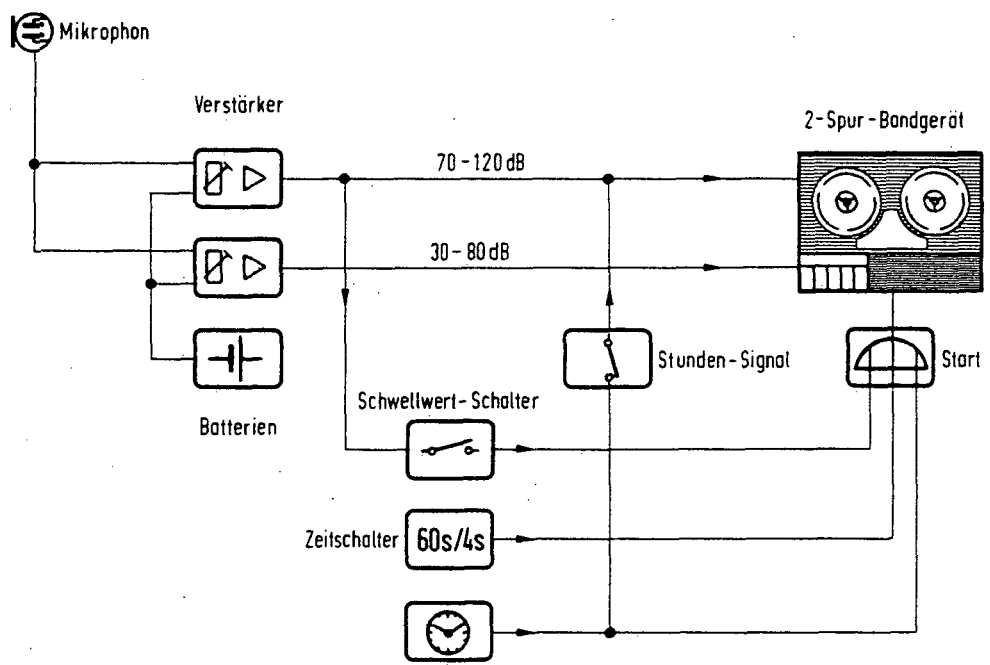 Mikrophon
Verstärker
2-Spur-Bandgerät
70-120 dB
30-80 dB
Stunden-Signal
Start
Schwellwert-Schalter
Batterien
Zeitschalter
60s/4s